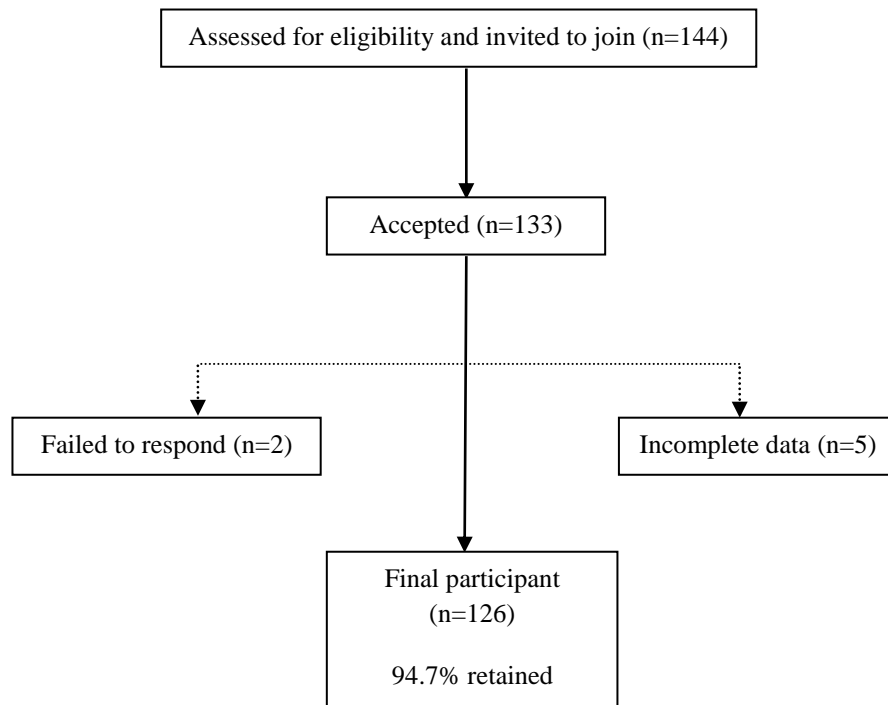 Assessed for eligibility and invited to join (n=144)
Accepted (n=133)
Failed to respond (n=2)
Incomplete data (n=5)
Final participant
(n=126)
94.7% retained